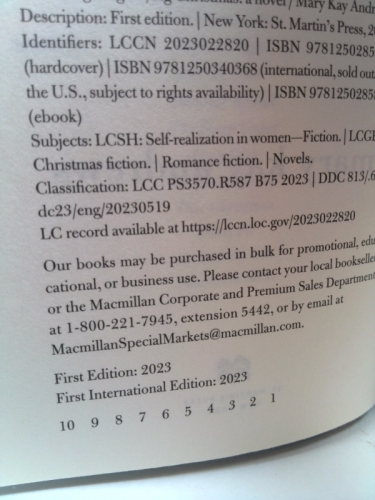 Christmas: a novel / Mary Kay
Description: First edition. | New York: St. Martin's Press,
Identifiers: LCCN 2023022820 | ISBN
(hardcover) | ISBN 9781250340368 (international, sold out
the U.S., subject to rights availability) | ISBN
(ebook)
Subjects: LCSH: Self-realization in women—Fiction. |
Christmas fiction. | Romance fiction. | Novels.
Classification: LCC PS3570.R587 B75 2023 | DDC
dc23/eng/20230519
LC record available at https://lccn.loc.gov/2023022820
Our books may be purchased in bulk for promotional, edu
cational, or business use. Please contact your local bookselle
or the Macmillan Corporate and Premium Sales Department
at 1-800-221-7945, extension 5442, or by email at
MacmillanSpecialMarkets@macmillan.com.
First Edition: 2023
First International Edition: 2023
10 9 8 7 6 5 4 3 2 1